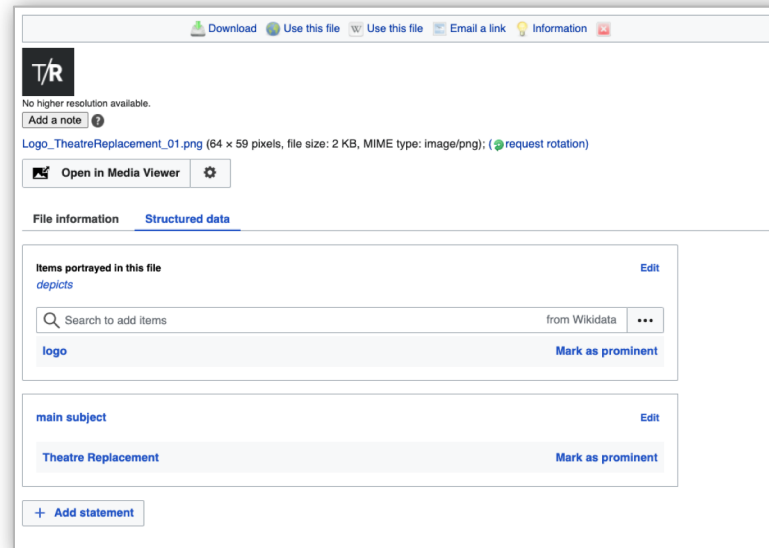 Download Use this file W Use this file Email a link Information
T/R
No higher resolution available.
Add a note ?
Logo_TheatreReplacement_01.png (64 × 59 pixels, file size: 2 KB, MIME type: image/png); ( request rotation)
Open in Media Viewer
File information Structured data
Items portrayed in this file Edit
depicts
Search to add items from Wikidata •••
logo Mark as prominent
main subject Edit
Theatre Replacement Mark as prominent
+ Add statement